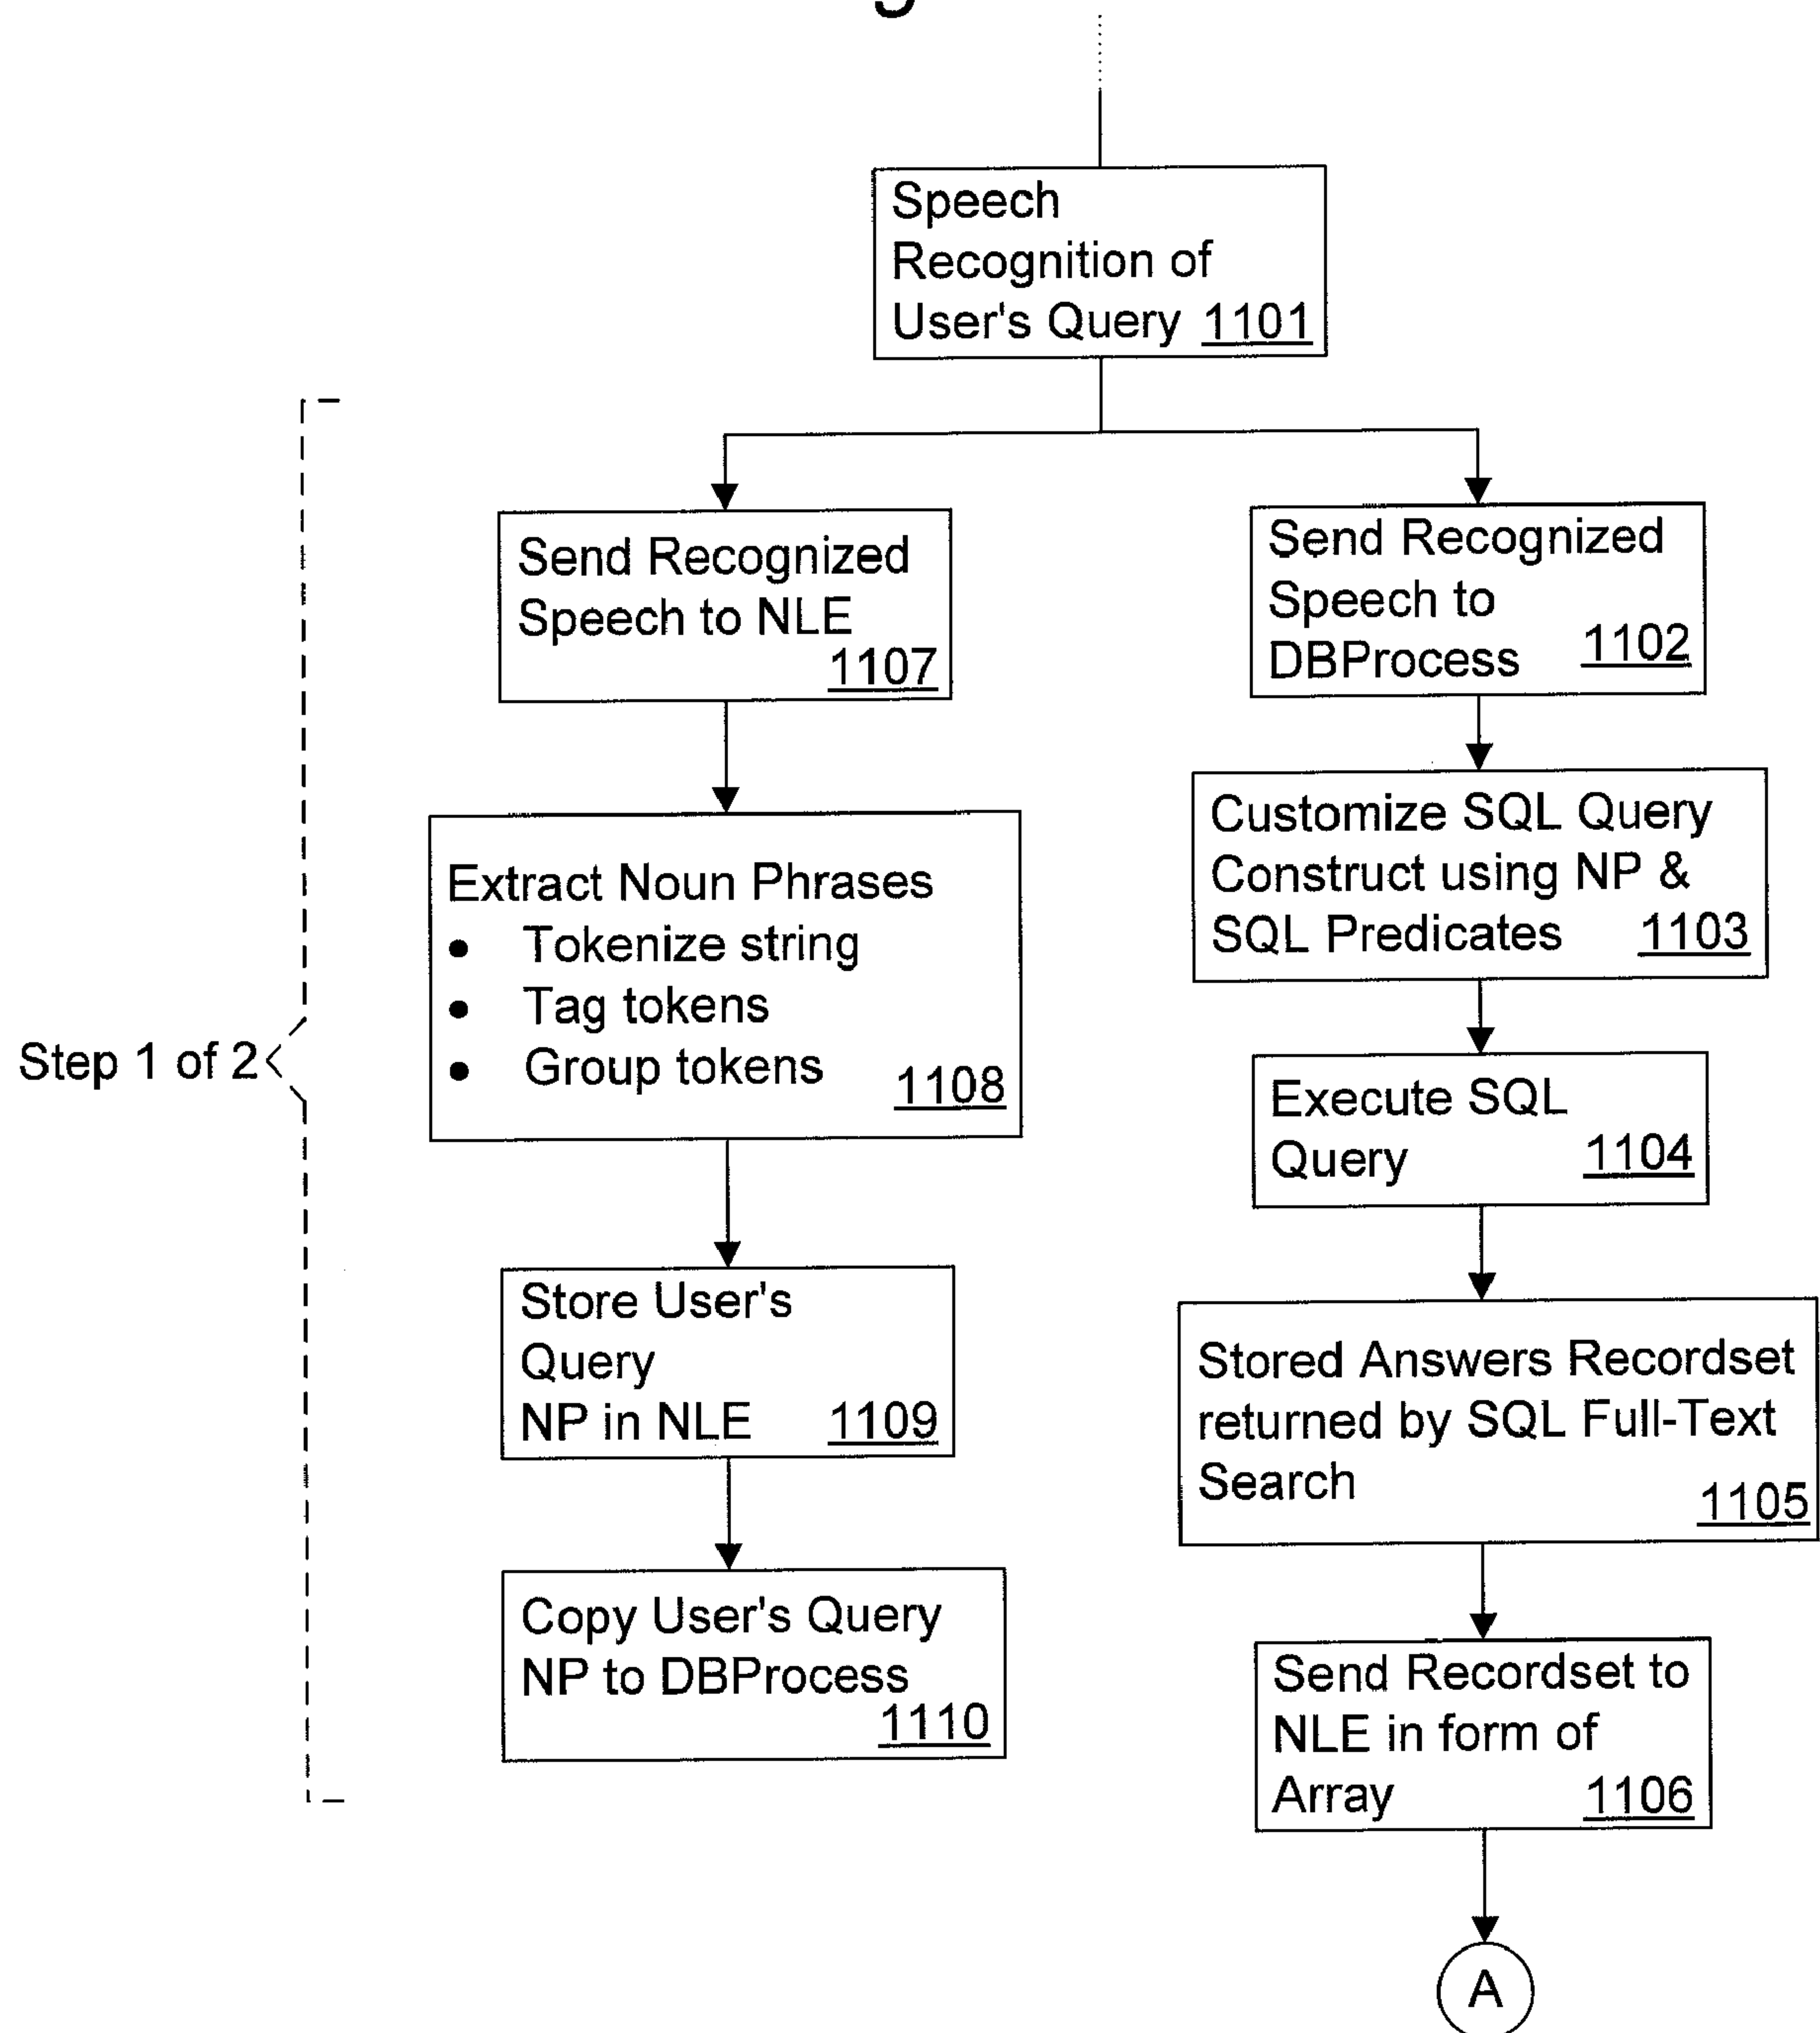 Speech
Recognition of
User's Query 1101
Send Recognized
Speech to NLE
1107
Send Recognized
Speech to
DBProcess 1102
Extract Noun Phrases
• Tokenize string
• Tag tokens
• Group tokens
1108
Customize SQL Query
Construct using NP &
SQL Predicates 1103
Step 1 of 2
Execute SQL
Query 1104
Store User's
Query
NP in NLE 1109
Stored Answers Recordset
returned by SQL Full-Text
Search
1105
Copy User's Query
NP to DBProcess
1110
Send Recordset to
NLE in form of
Array 1106
A